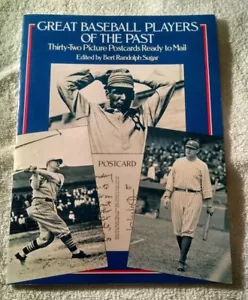 GREAT BASEBALL PLAYERS
OF THE PAST
Thirty-Two Picture Postcards Ready to Mail
Edited by Bert Randolph Sugar
POSTCARD